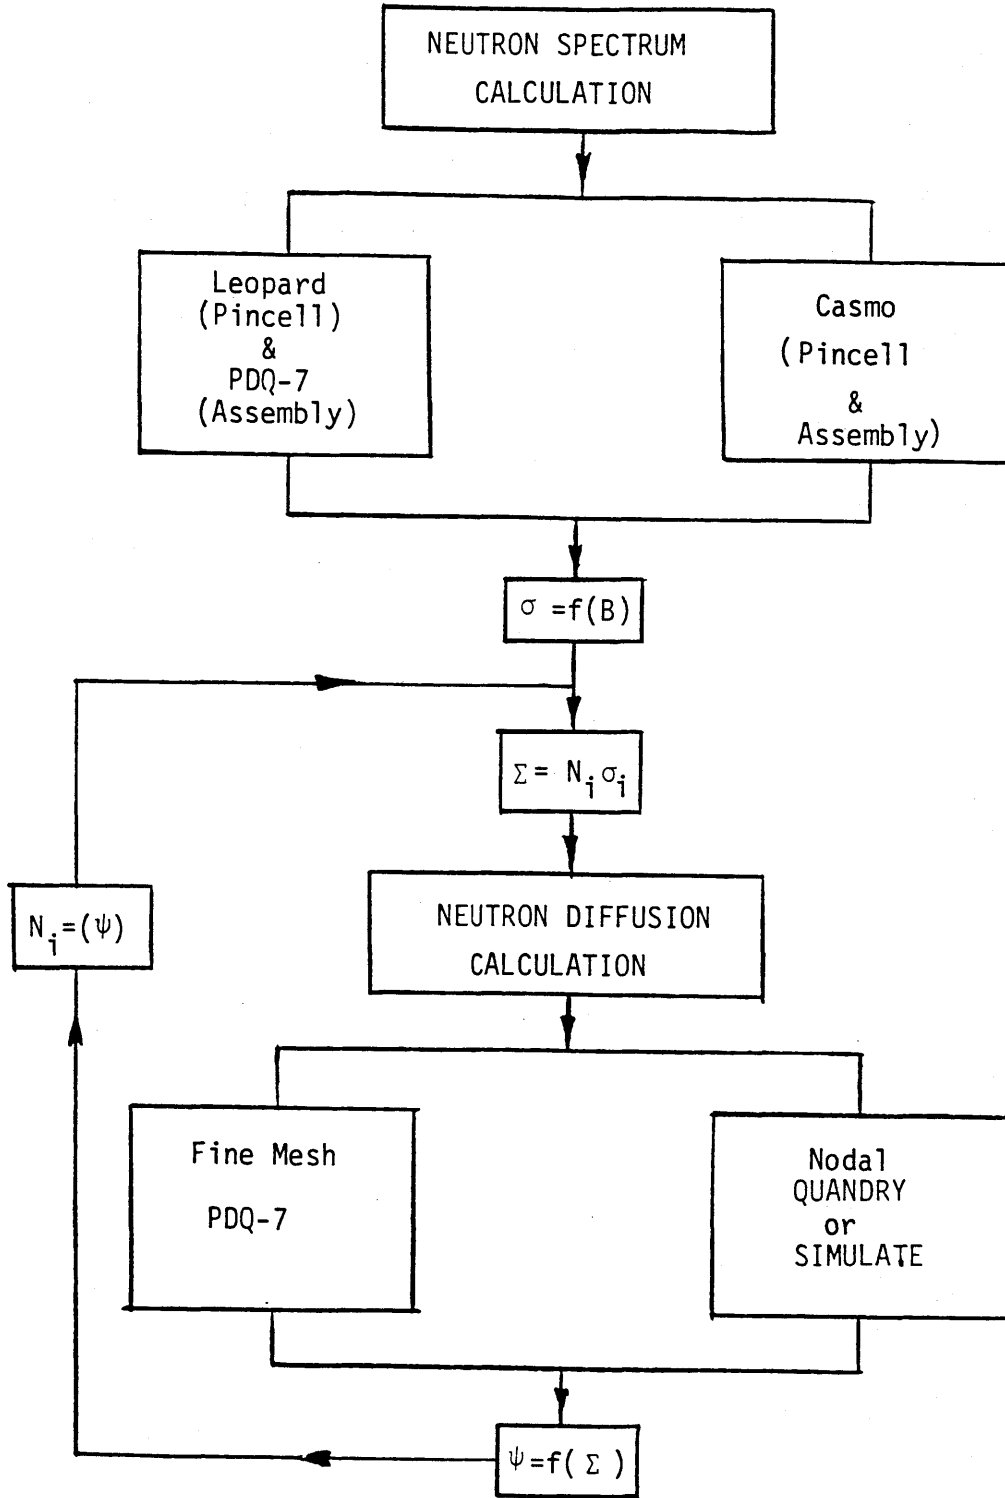 NEUTRON SPECTRUM
CALCULATION
Leopard
(Pincell)
&
PDQ-7
(Assembly)
Casmo
(Pincell
&
Assembly)
σ =f(B)
Σ= N_i σ_i
N_i=(ψ)
NEUTRON DIFFUSION
CALCULATION
Fine Mesh
PDQ-7
Nodal
QUANDRY
or
SIMULATE
ψ=f( Σ )